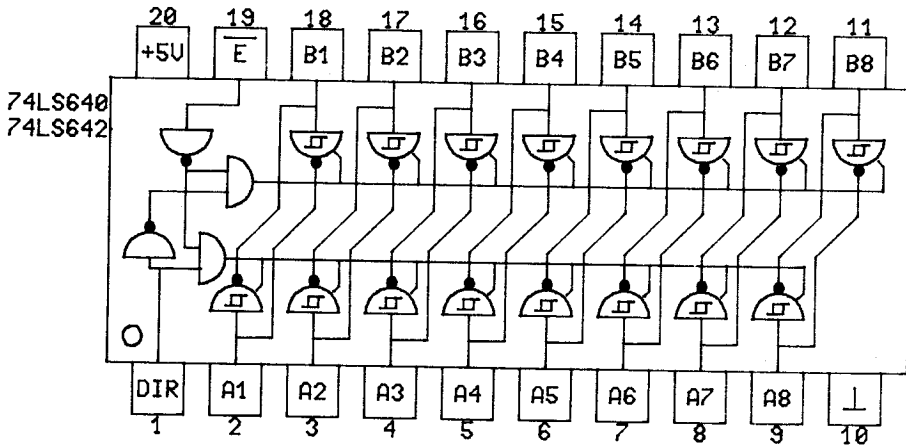 20 19 18 17 16 15 14 13 12 11
+5V E B1 B2 B3 B4 B5 B6 B7 B8
74LS640
74LS642
DIR A1 A2 A3 A4 A5 A6 A7 A8 ⊥
1 2 3 4 5 6 7 8 9 10